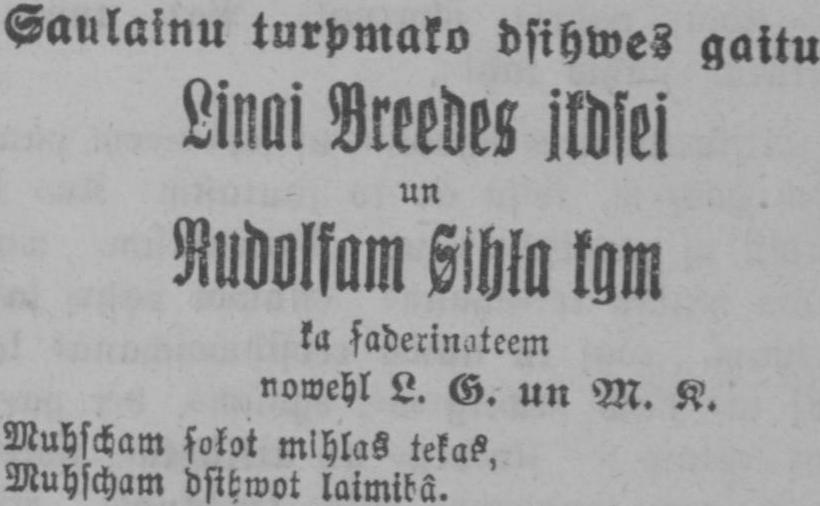 Saulainu turpmako dsihwes gaitu
Linai Breedes jkdsei
un
Rudolfam Sihla kgm
ka saderinateem
nowehl L. G. un M. K.
Muhscham sokot mihlas tekas,
Muhscham dsihwot laimibâ.